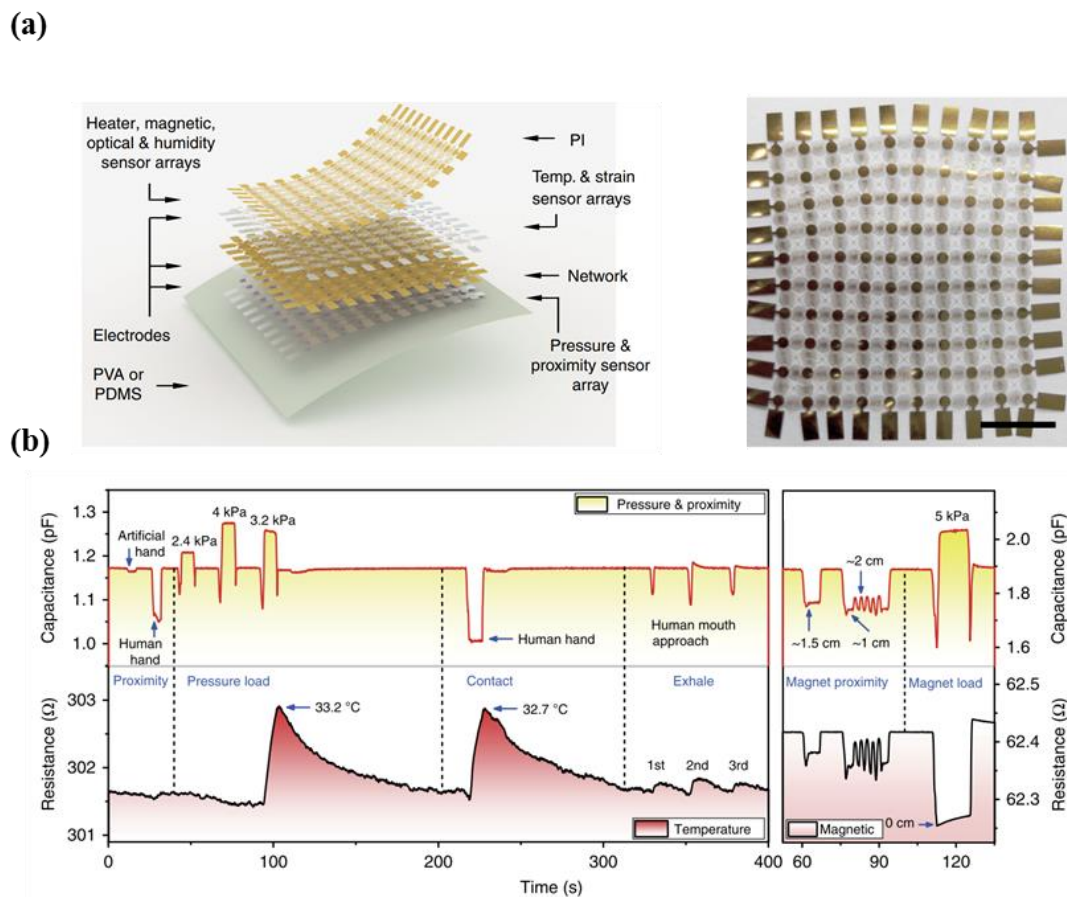 (a)
Heater, magnetic,
optical & humidity
sensor arrays
Electrodes
PVA or
PDMS
PI
Temp. & strain
sensor arrays
Network
Pressure &
proximity sensor
array
(b)
Capacitance (pF)
1.3
1.2
1.1
1.0
Artificial hand
Human
hand
2.4 kPa
4 kPa
3.2 kPa
Pressure & proximity
Human hand
Human mouth
approach
~1.5 cm
~2 cm
~1 cm
5 kPa
2.0
1.8
1.6
Capacitance (pF)
Proximity
Pressure load
Contact
Exhale
Magnet proximity
Magnet load
Resistance (Ω)
303
302
301
33.2 °C
32.7 °C
1st
2nd
3rd
Temperature
Magnetic
0 cm
62.5
62.4
62.3
Resistance (Ω)
0
100
200
300
400
60
90
120
Time (s)